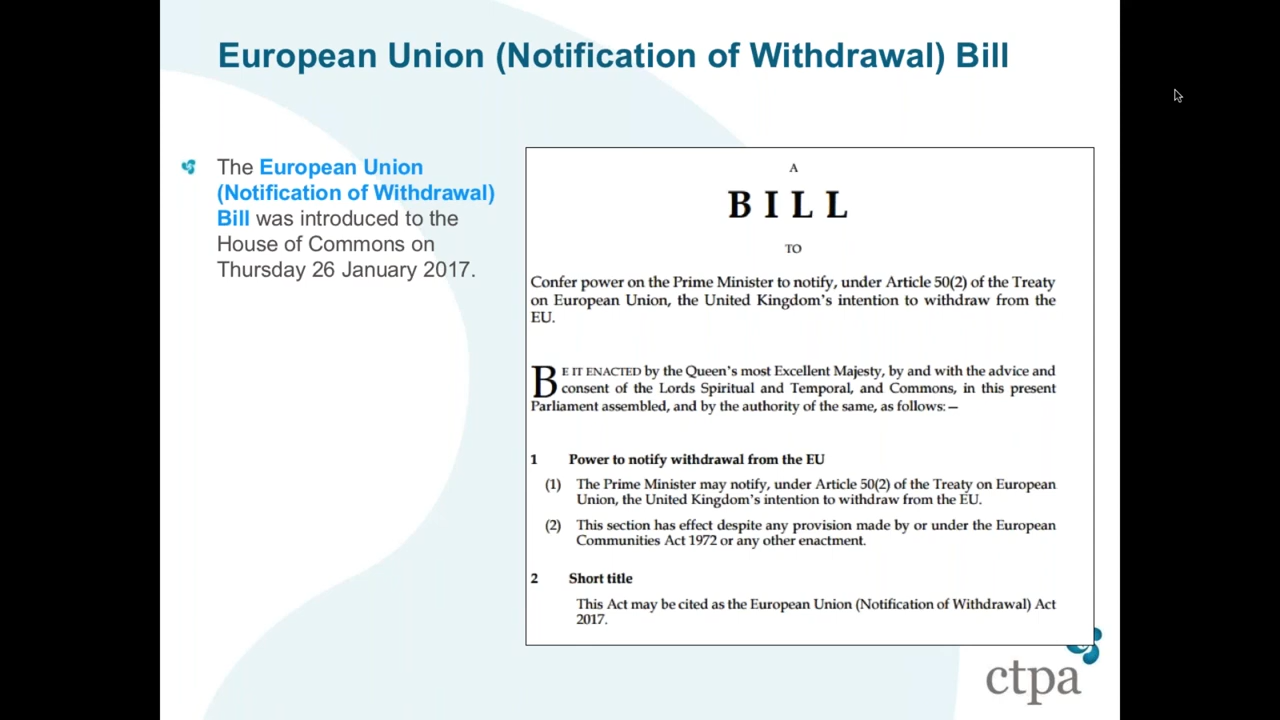 European Union (Notification of Withdrawal) Bill
The European Union
(Notification of Withdrawal)
Bill was introduced to the
House of Commons on
Thursday 26 January 2017.
A
BILL
TO
Confer power on the Prime Minister to notify, under Article 50(2) of the Treaty
on European Union, the United Kingdom's intention to withdraw from the
EU.
BE IT ENACTED by the Queen's most Excellent Majesty, by and with the advice and
consent of the Lords Spiritual and Temporal, and Commons, in this present
Parliament assembled, and by the authority of the same, as follows:—
1 Power to notify withdrawal from the EU
(1) The Prime Minister may notify, under Article 50(2) of the Treaty on European
Union, the United Kingdom's intention to withdraw from the EU.
(2) This section has effect despite any provision made by or under the European
Communities Act 1972 or any other enactment.
2 Short title
This Act may be cited as the European Union (Notification of Withdrawal) Act
2017.
ctpa